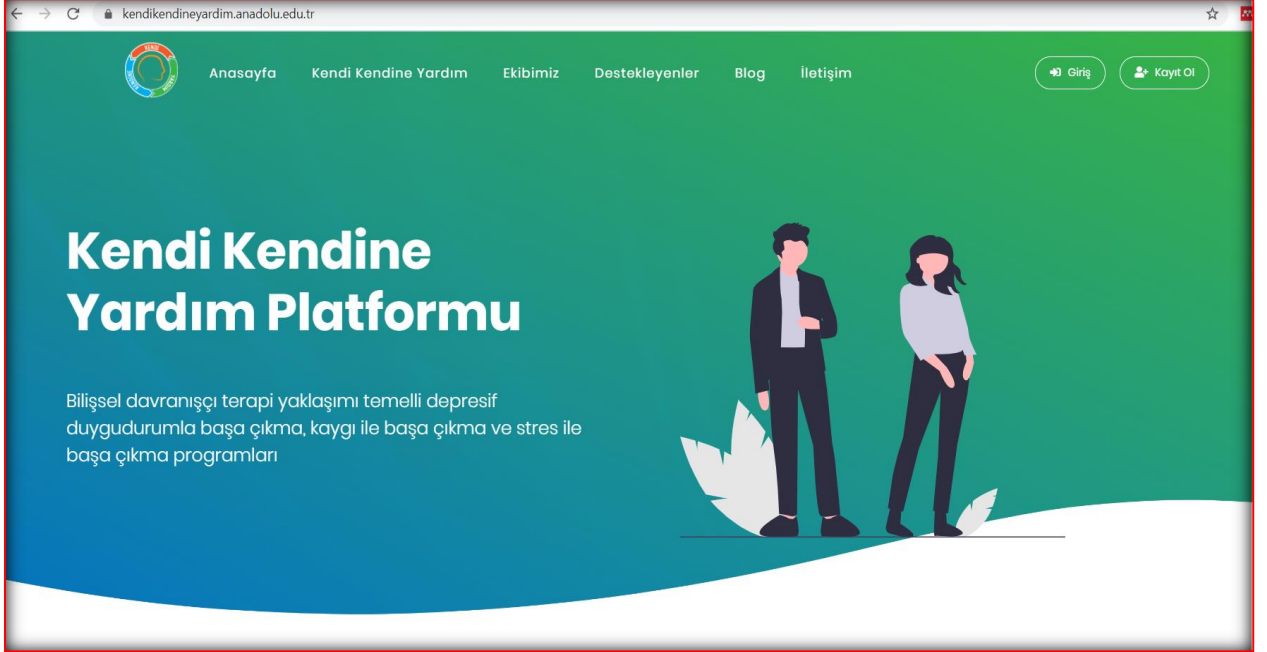 kendikendineyardim.anadolu.edu.tr
Anasayfa Kendi Kendine Yardım Ekibimiz Destekleyenler Blog İletişim Giriş Kayıt Ol
Kendi Kendine
Yardım Platformu
Bilişsel davranışçı terapi yaklaşımı temelli depresif
duygudurumla başa çıkma, kaygı ile başa çıkma ve stres ile
başa çıkma programları